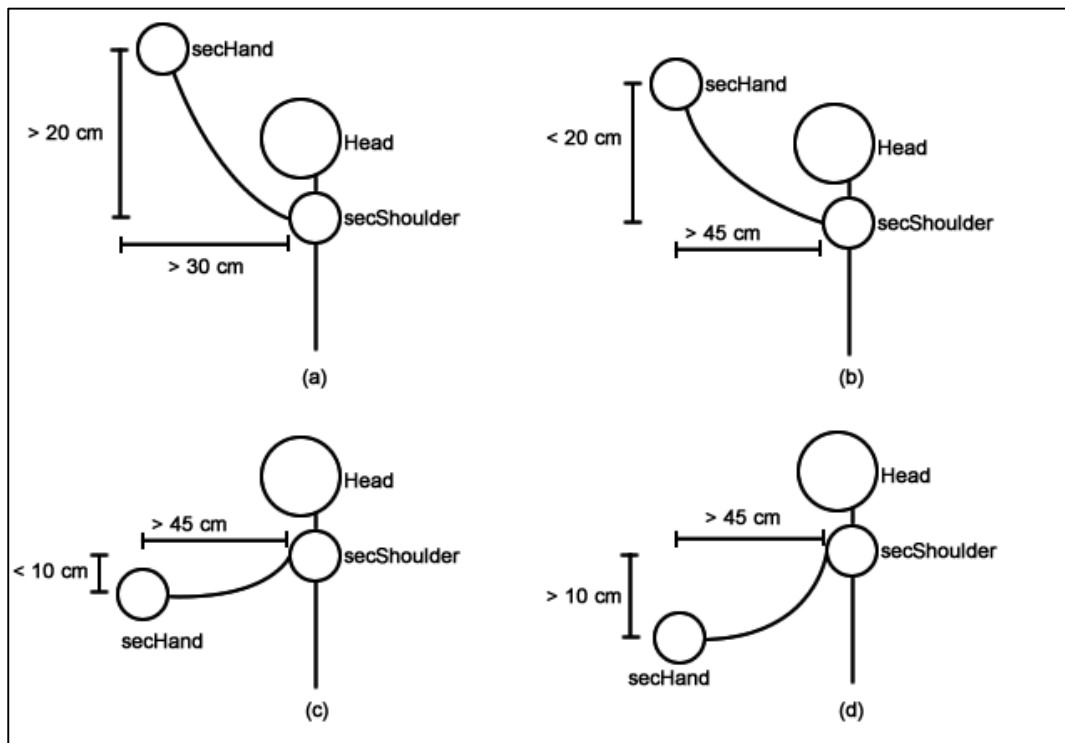 secHand
> 20 cm
Head
secShoulder
> 30 cm
(a)
secHand
< 20 cm
Head
secShoulder
> 45 cm
(b)
Head
> 45 cm
secShoulder
< 10 cm
secHand
(c)
Head
> 45 cm
secShoulder
> 10 cm
secHand
(d)